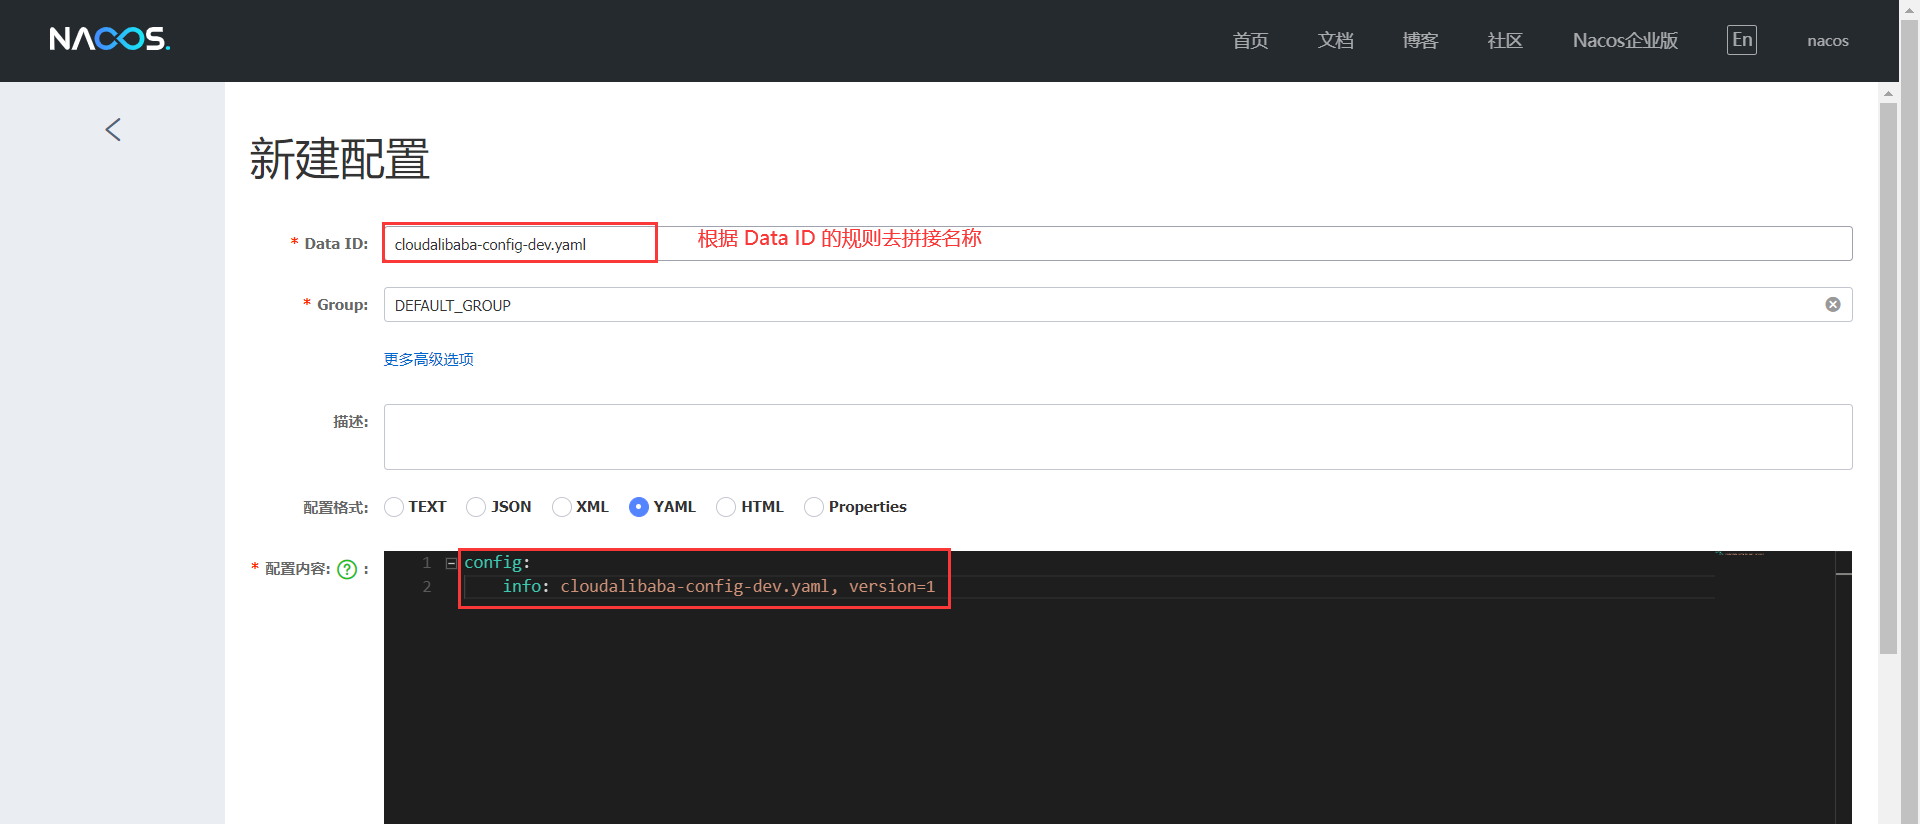 NACOS.
首页 文档 博客 社区 Nacos企业版 En nacos
新建配置
* Data ID: cloudalibaba-config-dev.yaml 根据 Data ID 的规则去拼接名称
* Group: DEFAULT_GROUP
更多高级选项
描述:
配置格式: TEXT JSON XML YAML HTML Properties
* 配置内容: ? :
1 config:
2 info: cloudalibaba-config-dev.yaml, version=1